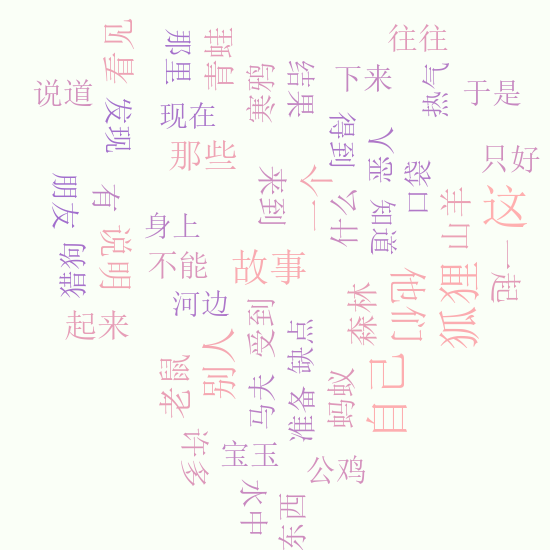 看见
那里
青蛙
往往
说道
发现
现在
寒鸦
结果
下来
热气
于是
那些
得到
恶人
口袋
只好
朋友
有
身上
来到
一个
什么
知道
山羊
这
猎狗
说明
不能
故事
河边
森林
他们
狐狸
一起
起来
别人
受到
缺点
老鼠
马夫
准备
蚂蚁
自己
许多
宝玉
公鸡
中水
东西